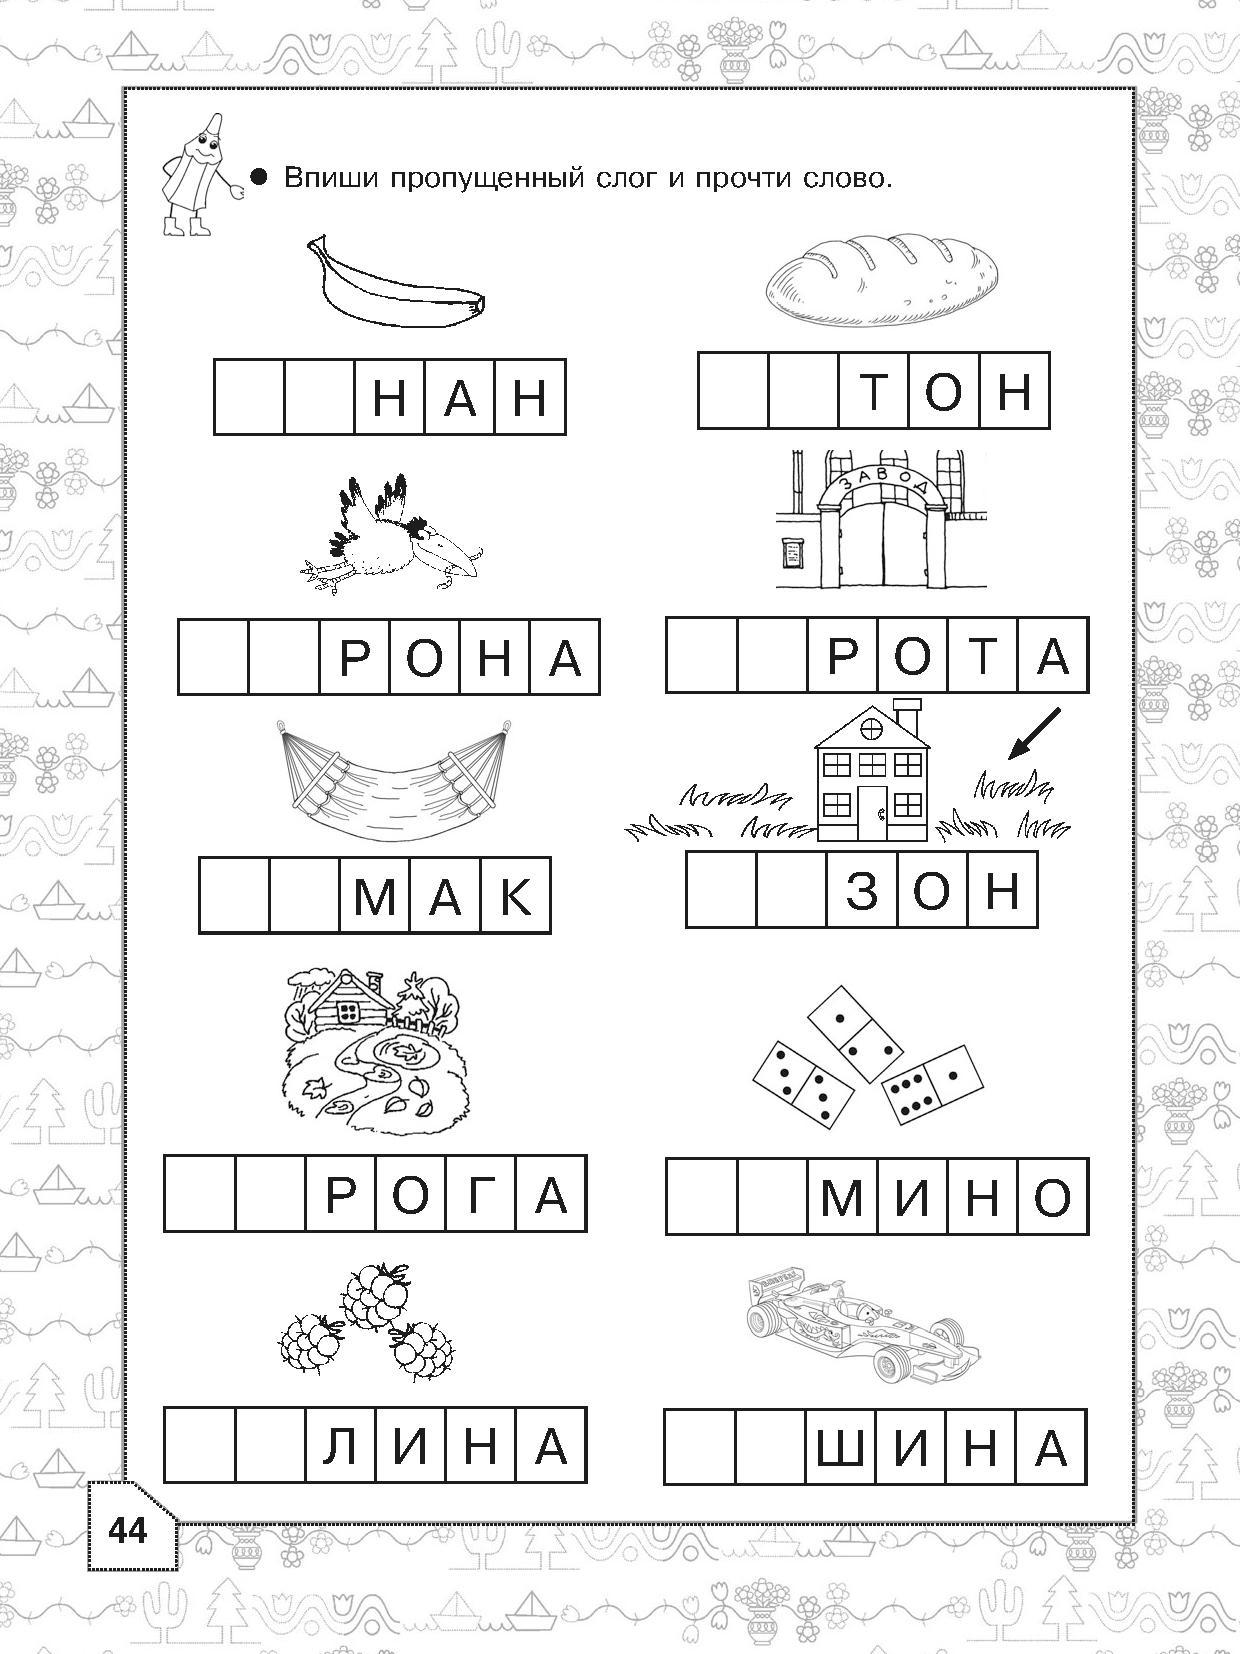 Впиши пропущенный слог и прочти слово.
НАН
ТОН
ЗАВОД
РОНА
РОТА
МАК
ЗОН
РОГА
МИНО
ЛИНА
ШИНА
44